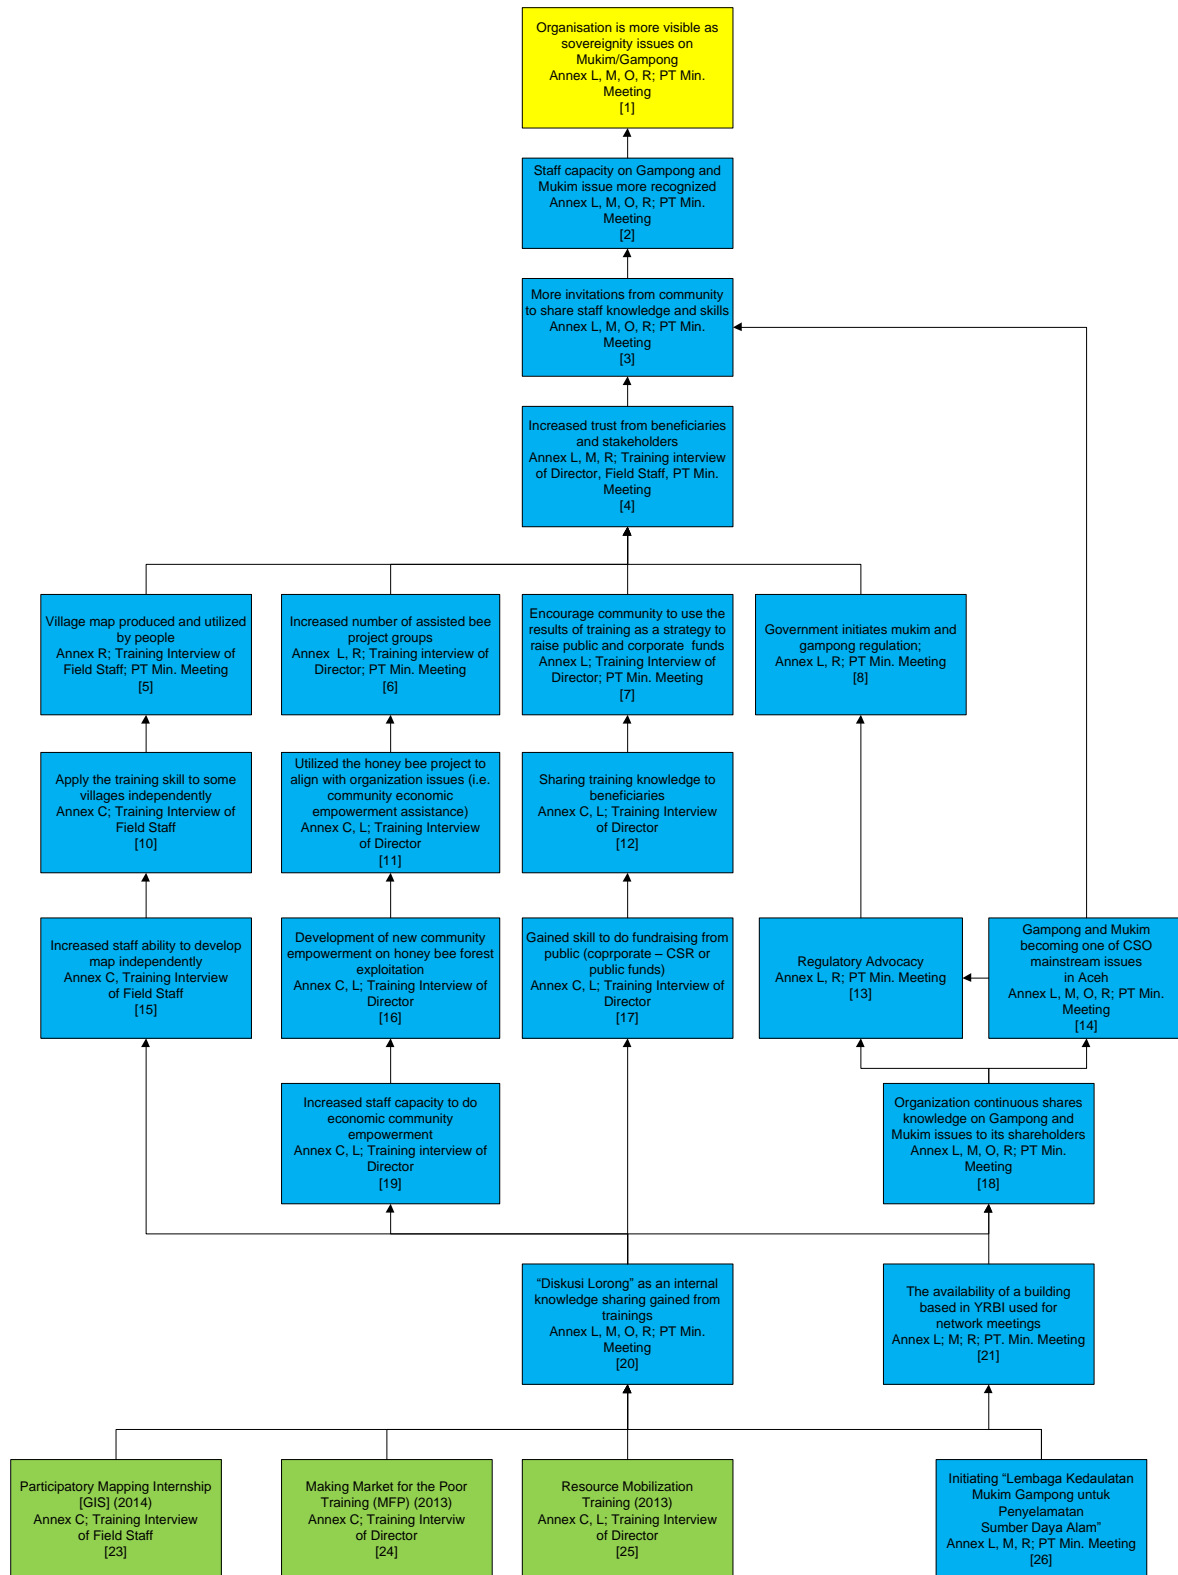 Organisation is more visible as
sovereignity issues on
Mukim/Gampong
Annex L, M, O, R; PT Min.
Meeting
[1]
Staff capacity on Gampong and
Mukim issue more recognized
Annex L, M, O, R; PT Min.
Meeting
[2]
More invitations from community
to share staff knowledge and skills
Annex L, M, O, R; PT Min.
Meeting
[3]
Increased trust from beneficiaries
and stakeholders
Annex L, M, R; Training interview
of Director, Field Staff, PT Min.
Meeting
[4]
Village map produced and utilized
by people
Annex R; Training Interview of
Field Staff; PT Min. Meeting
[5]
Increased number of assisted bee
project groups
Annex L, R; Training interview of
Director; PT Min. Meeting
[6]
Encourage community to use the
results of training as a strategy to
raise public and corporate funds
Annex L; Training Interview of
Director; PT Min. Meeting
[7]
Government initiates mukim and
gampong regulation;
Annex L, R; PT Min. Meeting
[8]
Apply the training skill to some
villages independently
Annex C; Training Interview of
Field Staff
[10]
Utilized the honey bee project to
align with organization issues (i.e.
community economic
empowerment assistance)
Annex C, L; Training Interview
of Director
[11]
Sharing training knowledge to
beneficiaries
Annex C, L; Training Interview
of Director
[12]
Increased staff ability to develop
map independently
Annex C, Training Interview
of Field Staff
[15]
Development of new community
empowerment on honey bee forest
exploitation
Annex C, L; Training Interview of
Director
[16]
Gained skill to do fundraising from
public (coprporate – CSR or
public funds)
Annex C, L; Training Interview of
Director
[17]
Regulatory Advocacy
Annex L, R; PT Min. Meeting
[13]
Gampong and Mukim
becoming one of CSO
mainstream issues
in Aceh
Annex L, M, O, R; PT Min.
Meeting
[14]
Increased staff capacity to do
economic community
empowerment
Annex C, L; Training interview of
Director
[19]
Organization continuous shares
knowledge on Gampong and
Mukim issues to its shareholders
Annex L, M, O, R; PT Min.
Meeting
[18]
“Diskusi Lorong” as an internal
knowledge sharing gained from
trainings
Annex L, M, O, R; PT Min.
Meeting
[20]
The availability of a building
based in YRBI used for
network meetings
Annex L; M; R; PT. Min. Meeting
[21]
Participatory Mapping Internship
[GIS] (2014)
Annex C; Training Interview
of Field Staff
[23]
Making Market for the Poor
Training (MFP) (2013)
Annex C; Training Interviw of
Director
[24]
Resource Mobilization
Training (2013)
Annex C, L; Training Interview of
Director
[25]
Initiating “Lembaga Kedaulatan
Mukim Gampong untuk
Penyelamatan
Sumber Daya Alam”
Annex L, M, R; PT Min. Meeting
[26]